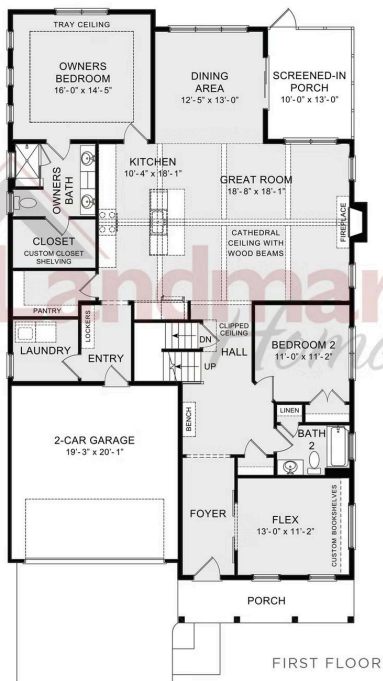 TRAY CEILING
OWNERS
BEDROOM
16'-0" x 14'-5"
DINING
AREA
12'-5" x 13'-0"
SCREENED-IN
PORCH
10'-0" x 13'-0"
KITCHEN
10'-4" x 18'-1"
GREAT ROOM
18'-8" x 18'-1"
OWNERS
BATH
FIREPLACE
CLOSET
CUSTOM CLOSET
SHELVING
CATHEDRAL
CEILING WITH
WOOD BEAMS
Landmark
Homes
PANTRY
LOCKERS
LAUNDRY
ENTRY
DN
UP
CLIPPED
CEILING
HALL
BEDROOM 2
11'-0" x 11'-2"
BENCH
LINEN
BATH
2
2-CAR GARAGE
19'-3" x 20'-1"
FOYER
FLEX
13'-0" x 11'-2"
CUSTOM BOOKSHELVES
PORCH
FIRST FLOOR